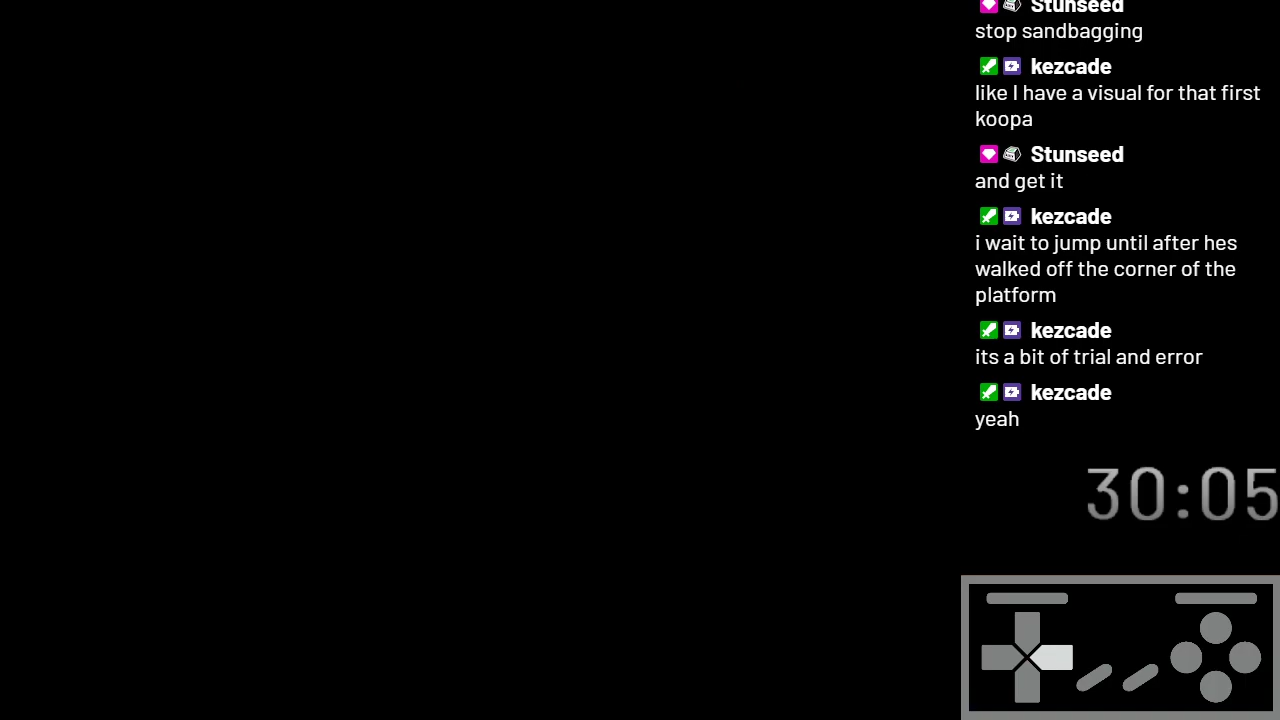 Stunseed
stop sandbagging
kezcade
like I have a visual for that first
koopa
Stunseed
and get it
kezcade
i wait to jump until after hes
walked off the corner of the
platform
kezcade
its a bit of trial and error
kezcade
yeah
30:05